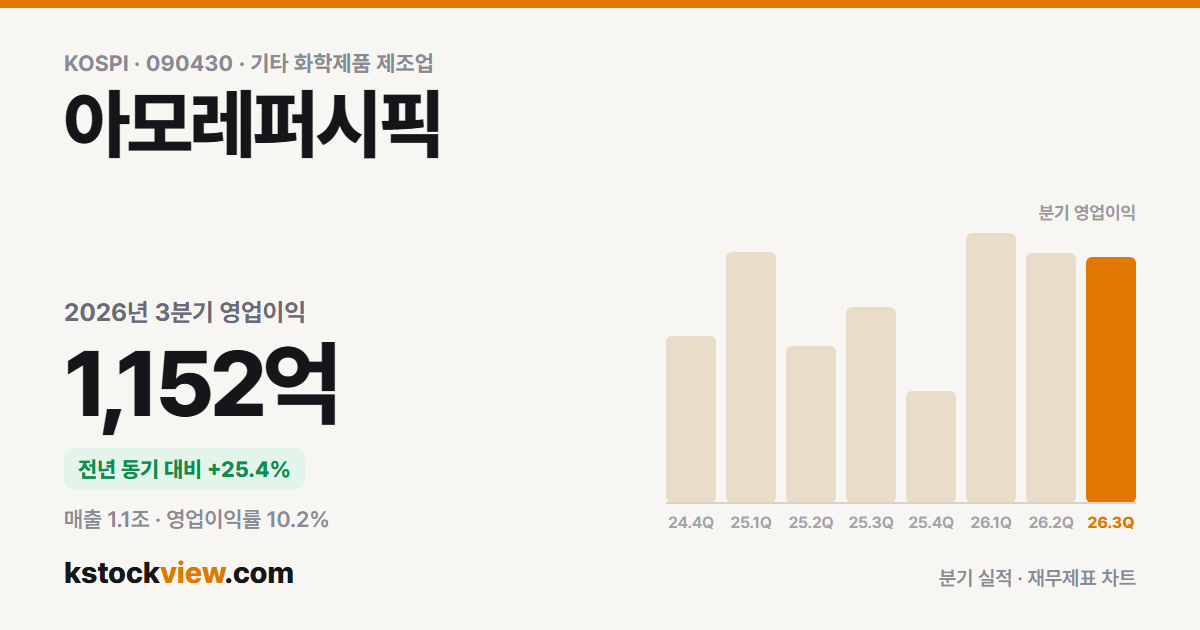 KOSPI · 090430 · 기타 화학제품 제조업
아모레퍼시픽
분기 영업이익
2026년 3분기 영업이익
1,152억
전년 동기 대비 +25.4%
매출 1.1조 · 영업이익률 10.2%
24.4Q 25.1Q 25.2Q 25.3Q 25.4Q 26.1Q 26.2Q 26.3Q
kstockview.com
분기 실적 · 재무제표 차트